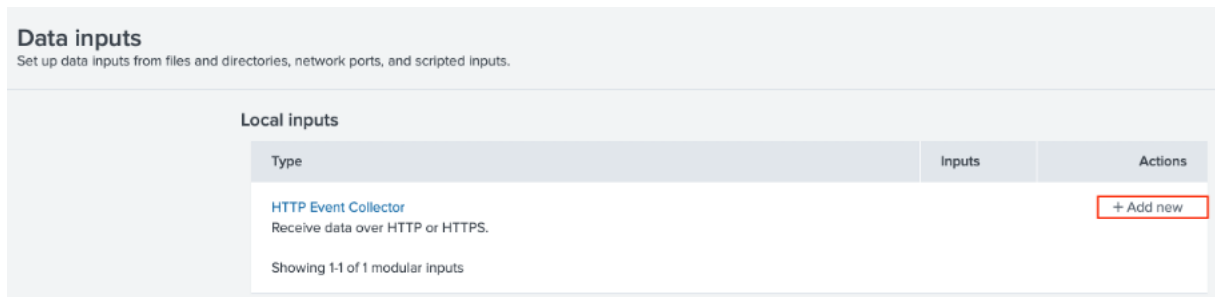 Data inputs
Set up data inputs from files and directories, network ports, and scripted inputs.
Local inputs
Type Inputs Actions
HTTP Event Collector + Add new
Receive data over HTTP or HTTPS.
Showing 1-1 of 1 modular inputs